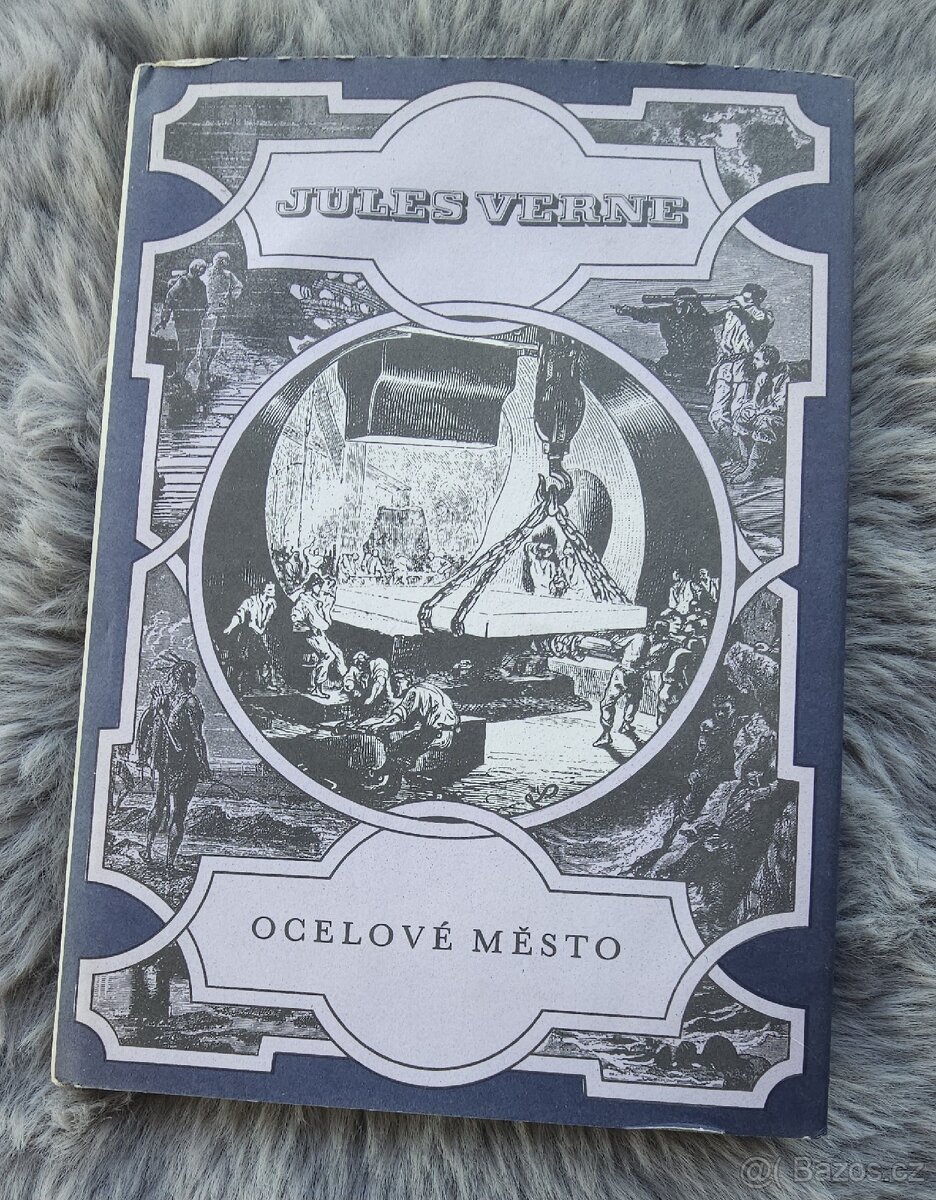 JULES VERNE
OCELOVÉ MĚSTO
@( Bazos.cz